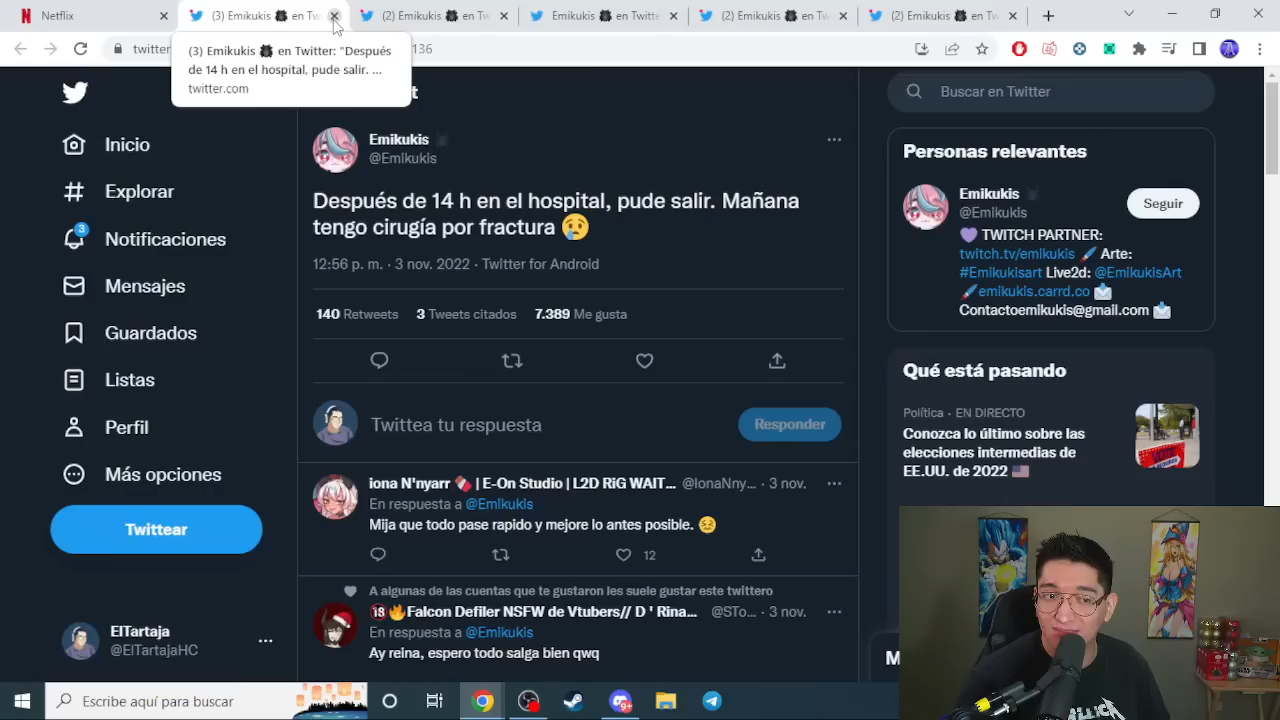 Netflix
(3) Emikukis en Tw
(2) Emikukis en Tw
Emikukis en Twitte
(2) Emikukis en Tw
(2) Emikukis en Tw
twitter
136
(3) Emikukis en Twitter: "Después
de 14 h en el hospital, pude salir. ...
twitter.com
Buscar en Twitter
Inicio
Explorar
3
Notificaciones
Mensajes
Guardados
Listas
Perfil
Más opciones
Twittear
ElTartaja
@ElTartajaHC
Emikukis
@Emikukis
Después de 14 h en el hospital, pude salir. Mañana
tengo cirugía por fractura 😢
12:56 p. m. · 3 nov. 2022 · Twitter for Android
140 Retweets 3 Tweets citados 7.389 Me gusta
Twittea tu respuesta
Responder
iona N'nyarr | E-On Studio | L2D RiG WAIT... @IonaNny... · 3 nov.
En respuesta a @Emikukis
Mija que todo pase rapido y mejore lo antes posible. 😣
12
A algunas de las cuentas que te gustaron les suele gustar este twittero
🔞🔥Falcon Defiler NSFW de Vtubers// D ' Rina... @STo... · 3 nov.
En respuesta a @Emikukis
Ay reina, espero todo salga bien qwq
Personas relevantes
Emikukis
@Emikukis
Seguir
💜 TWITCH PARTNER:
twitch.tv/emikukis 🖌️ Arte:
#Emikukisart Live2d: @EmikukisArt
🖌️emikukis.carrd.co 📩
Contactoemikukis@gmail.com 📩
Qué está pasando
Política · EN DIRECTO
Conozca lo último sobre las
elecciones intermedias de
EE.UU. de 2022 🇺🇸
VOTE
M
Escribe aquí para buscar
9+